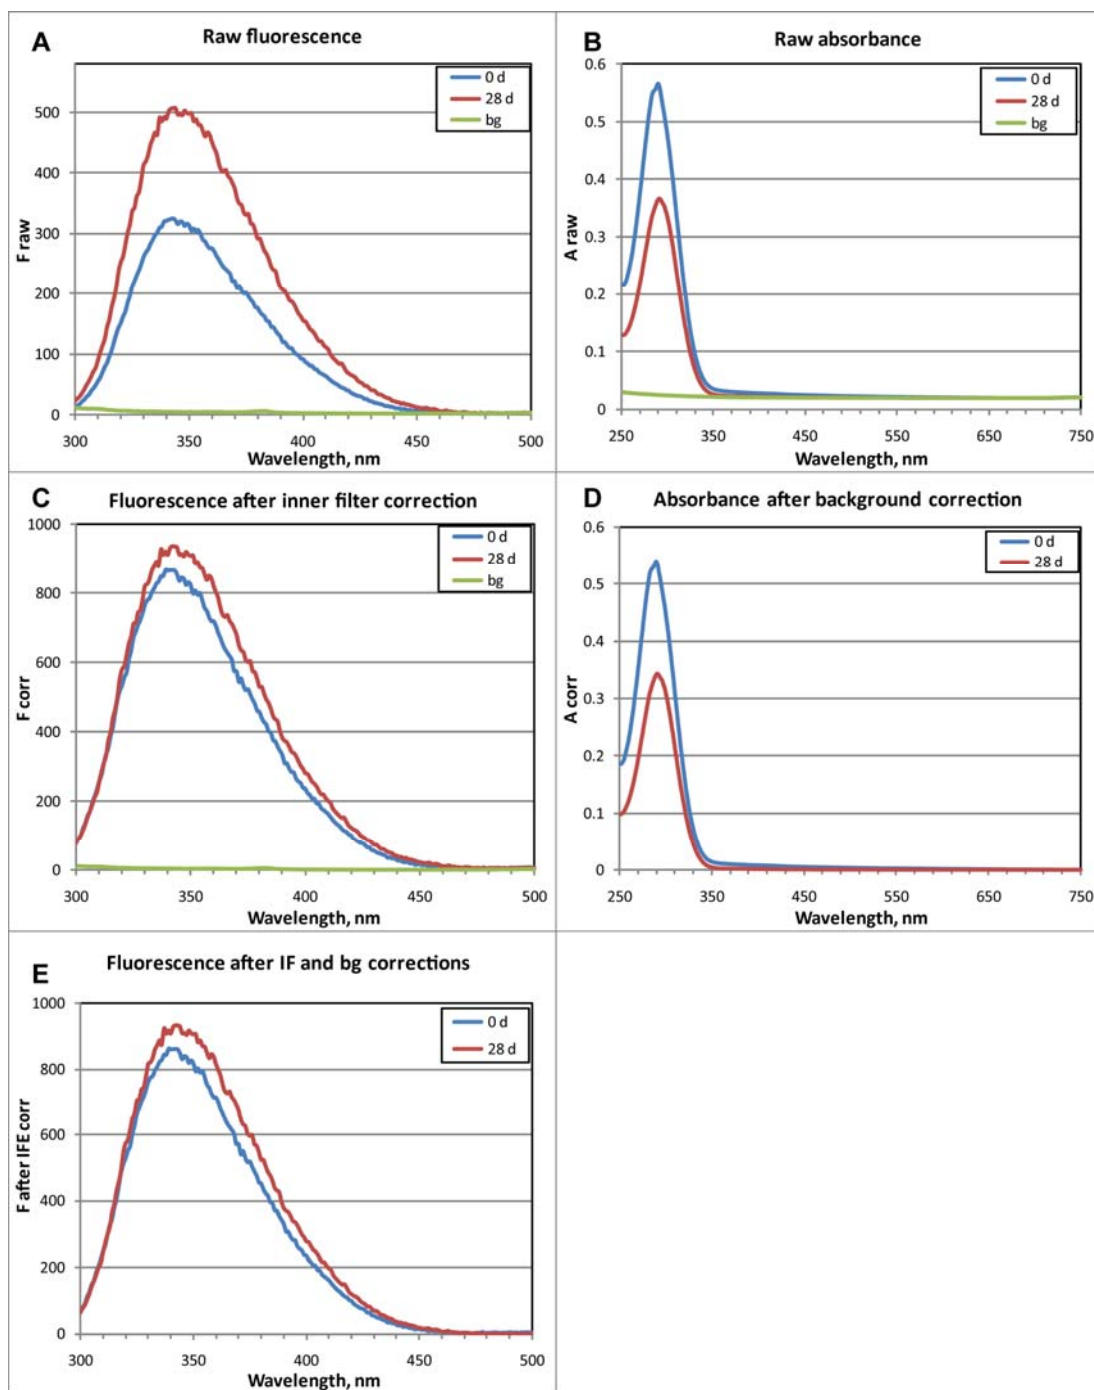 A
Raw fluorescence
0 d
28 d
bg
500
400
300
200
100
0
F raw
300
350
400
450
500
Wavelength, nm
B
Raw absorbance
0 d
28 d
bg
0.6
0.5
0.4
0.3
0.2
0.1
0
A raw
250
350
450
550
650
750
Wavelength, nm
C
Fluorescence after inner filter correction
0 d
28 d
bg
1000
800
600
400
200
0
F corr
300
350
400
450
500
Wavelength, nm
D
Absorbance after background correction
0 d
28 d
0.6
0.5
0.4
0.3
0.2
0.1
0
A corr
250
350
450
550
650
750
Wavelength, nm
E
Fluorescence after IF and bg corrections
0 d
28 d
1000
800
600
400
200
0
F after IFE corr
300
350
400
450
500
Wavelength, nm